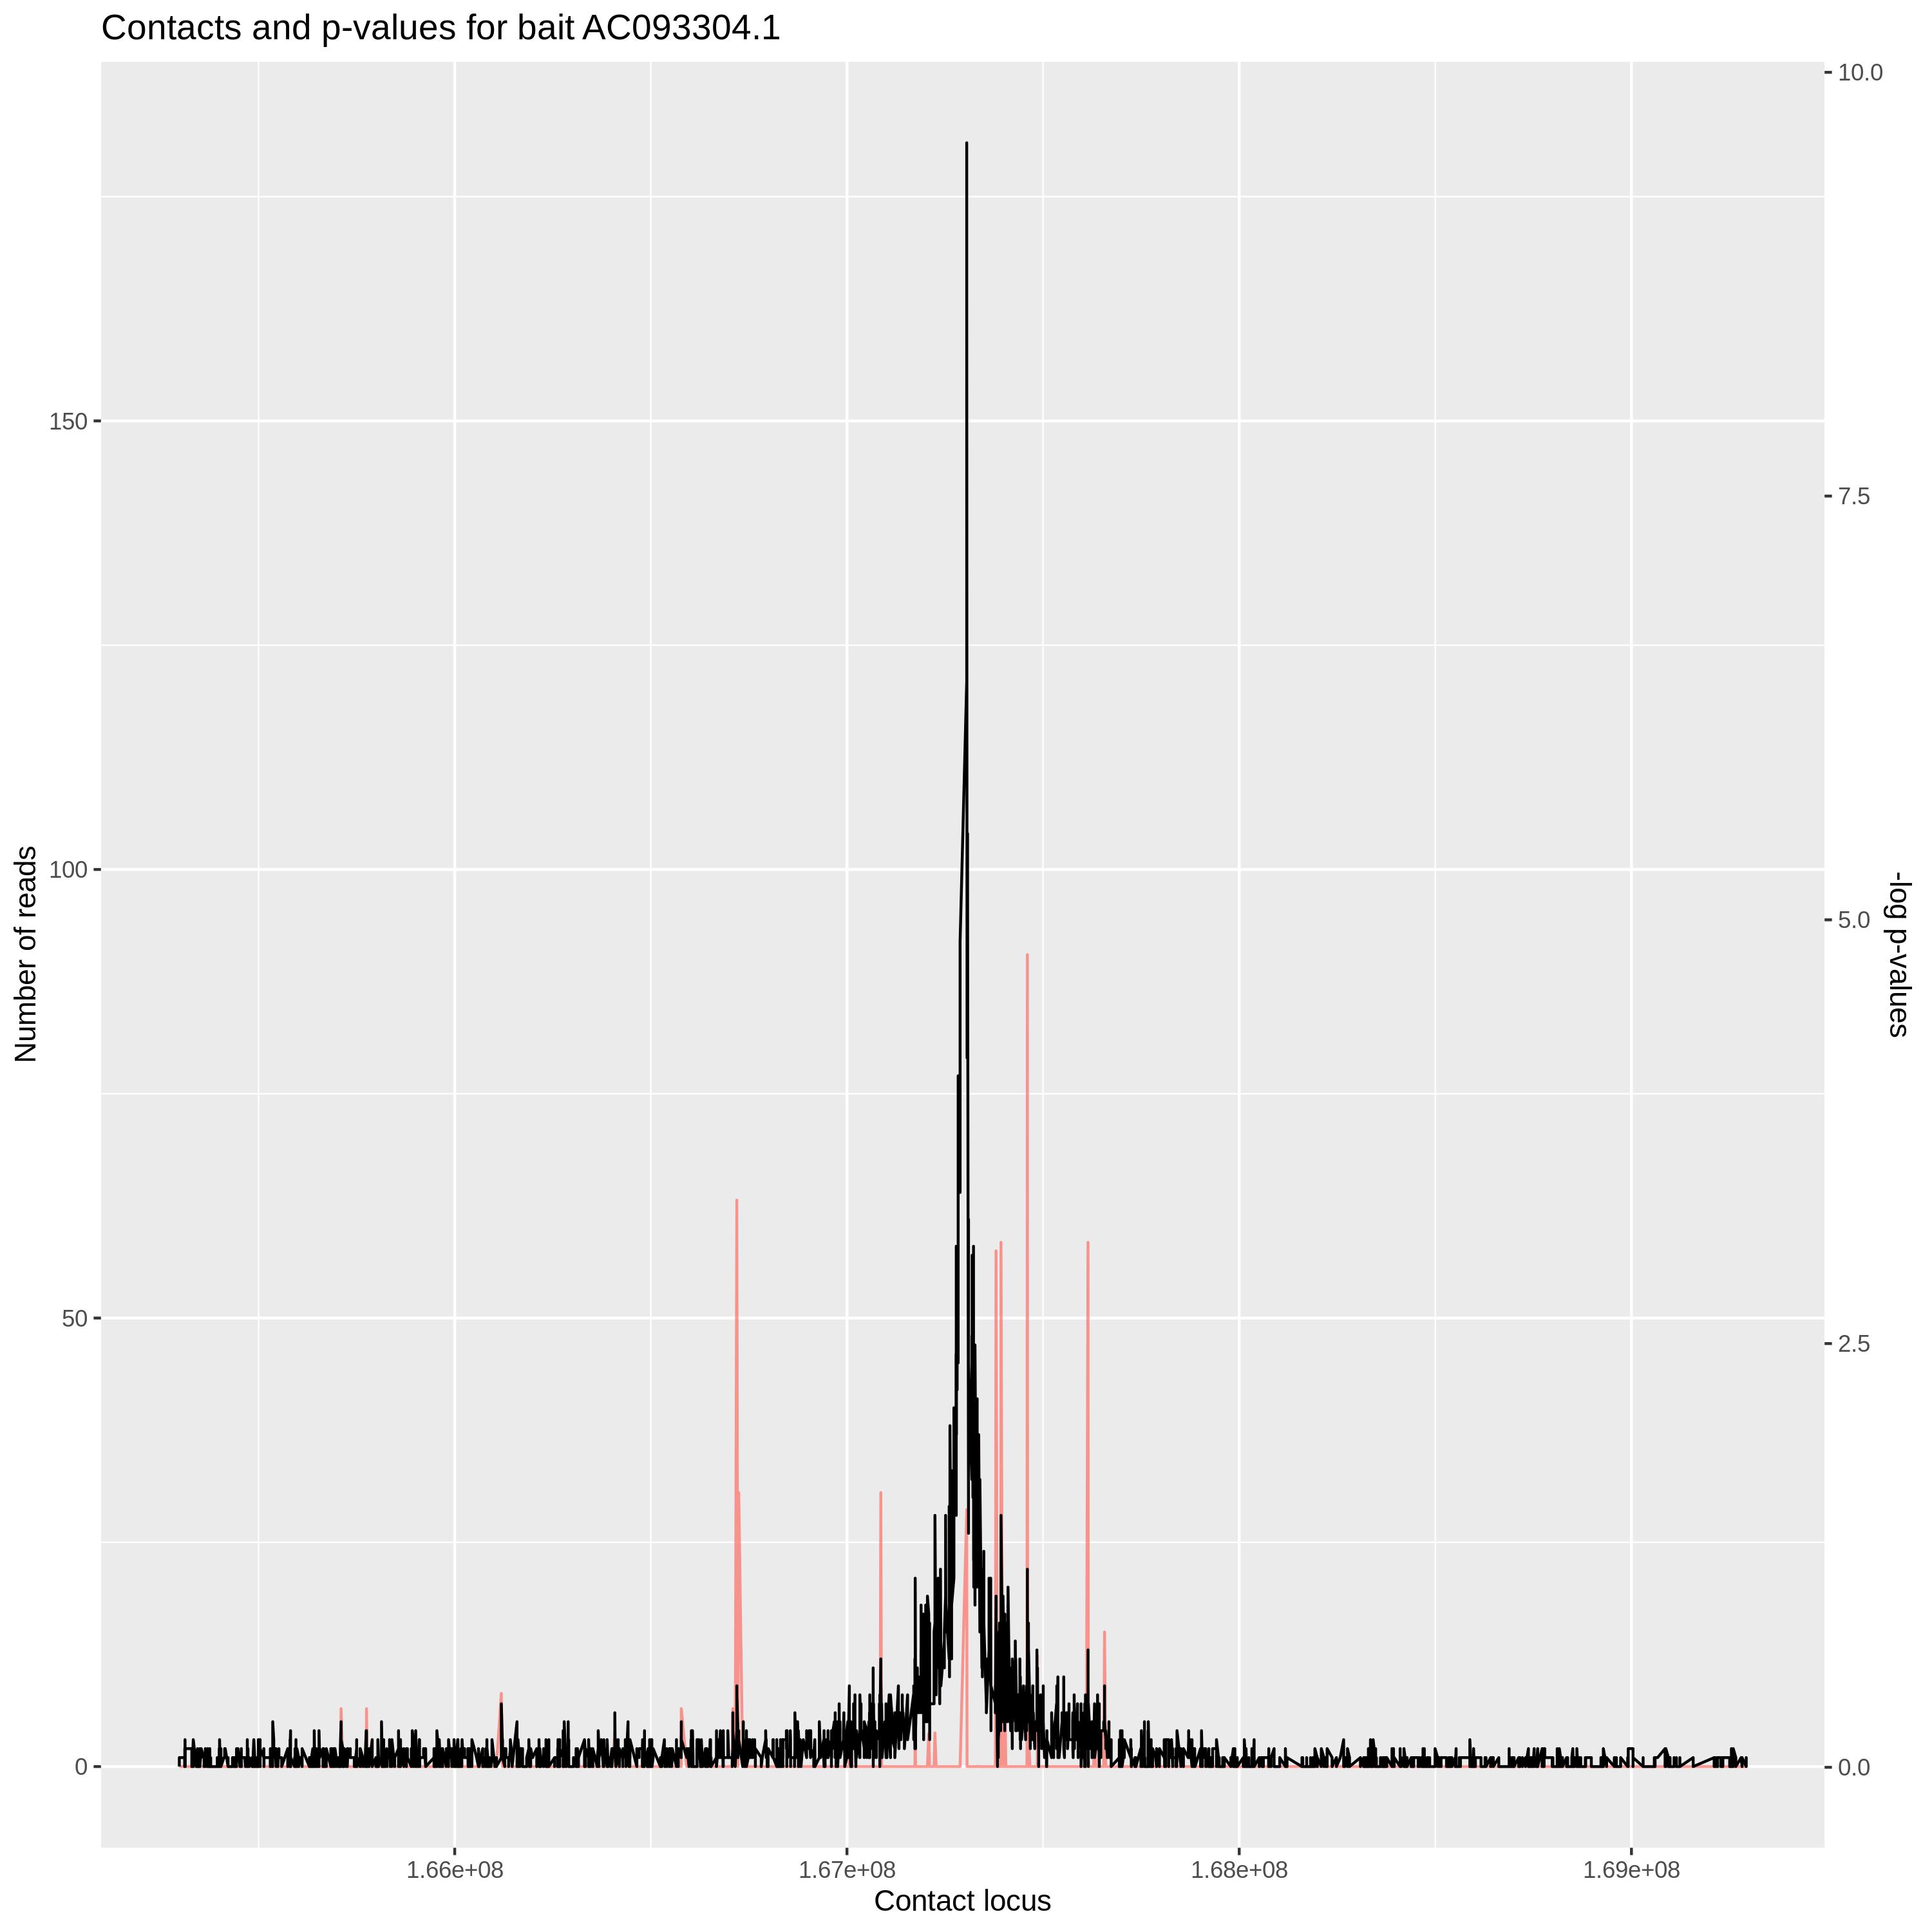 Contacts and p-values for bait AC093304.1
10.0
7.5
5.0
2.5
0.0
-log p-values
150
100
50
0
Number of reads
1.66e+08
1.67e+08
1.68e+08
1.69e+08
Contact locus